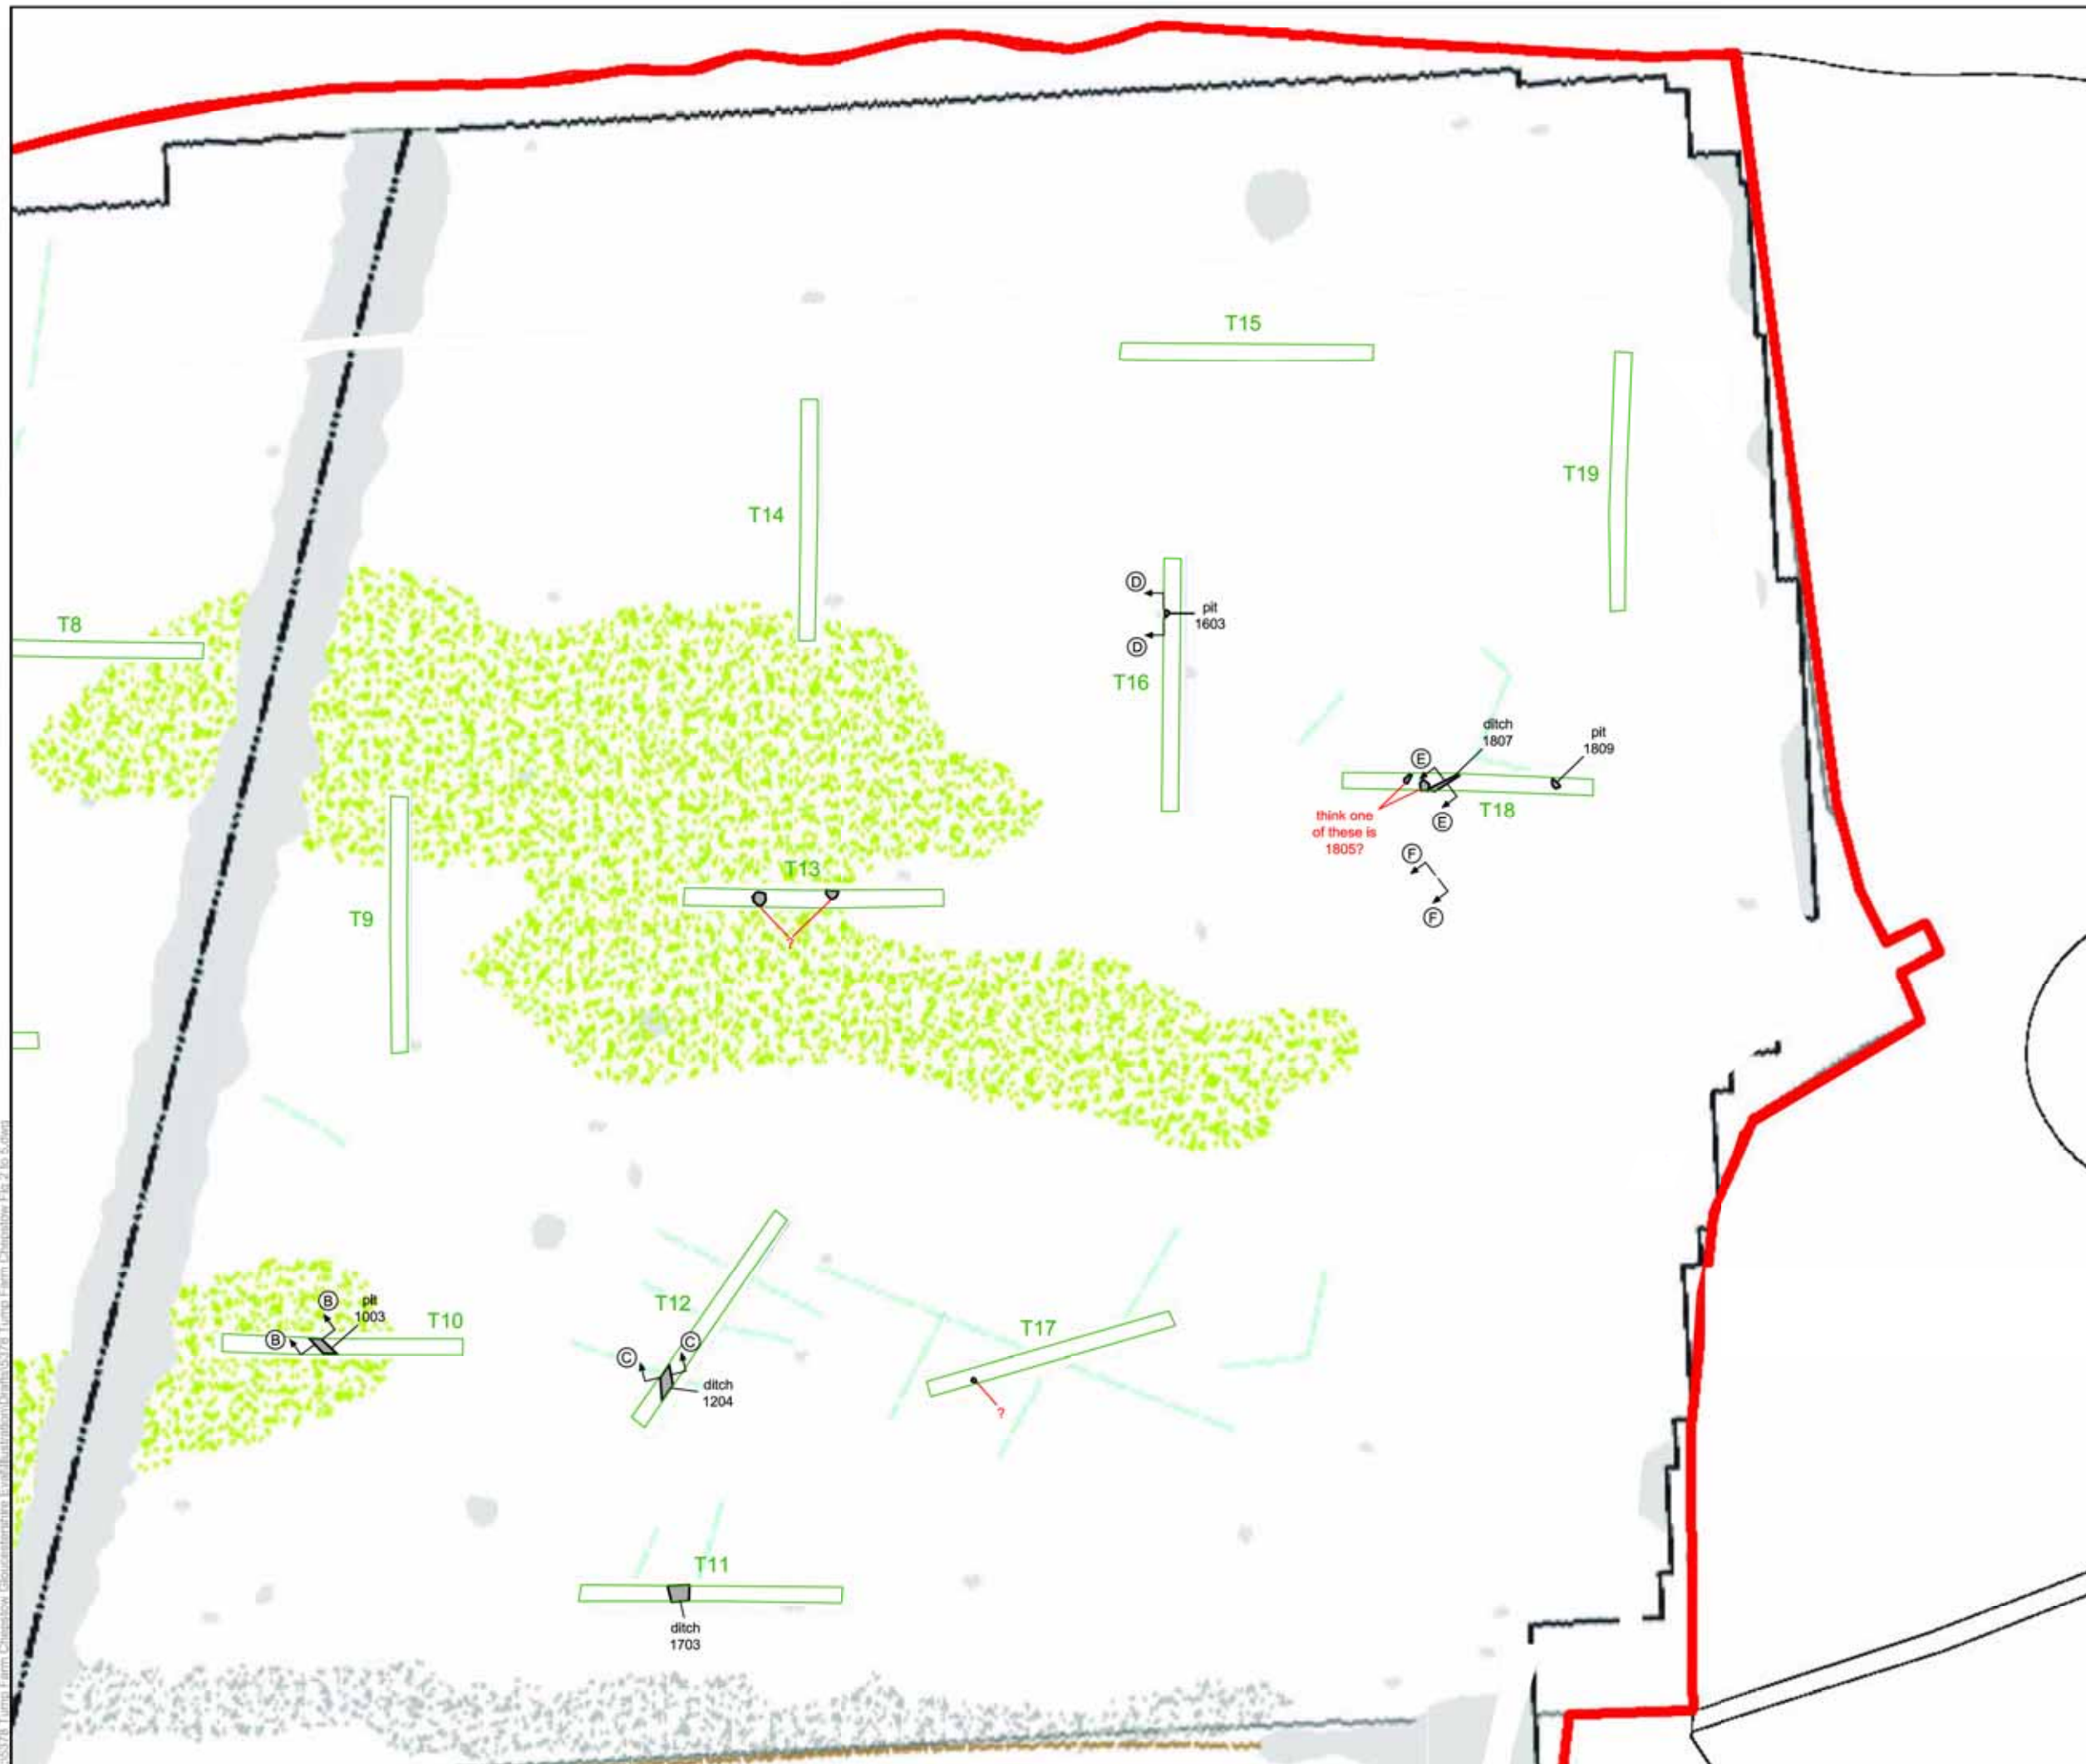 T15
T19
T14
T8
D
pit
1603
D
T16
ditch
1807
pit
1809
E
T18
think one
of these is
1805?
E
F
F
T13
?
T9
T12
B
pit
1003
T10
B
C
C
ditch
1204
T17
?
T11
ditch
1703